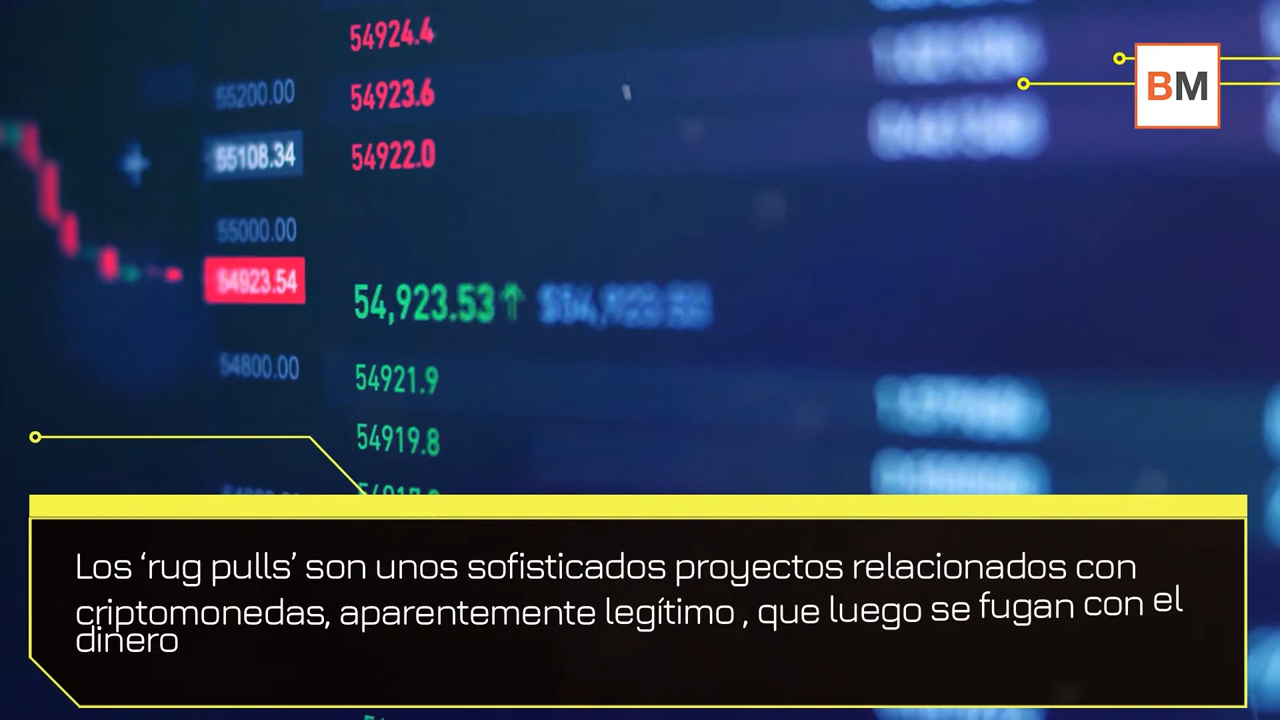 54924.4
55200.00
54923.6
BM
55108.34
54922.0
55000.00
54923.54
54,923.53↑
54800.00
54921.9
54919.8
Los ‘rug pulls’ son unos sofisticados proyectos relacionados con
criptomonedas, aparentemente legítimo , que luego se fugan con el
dinero